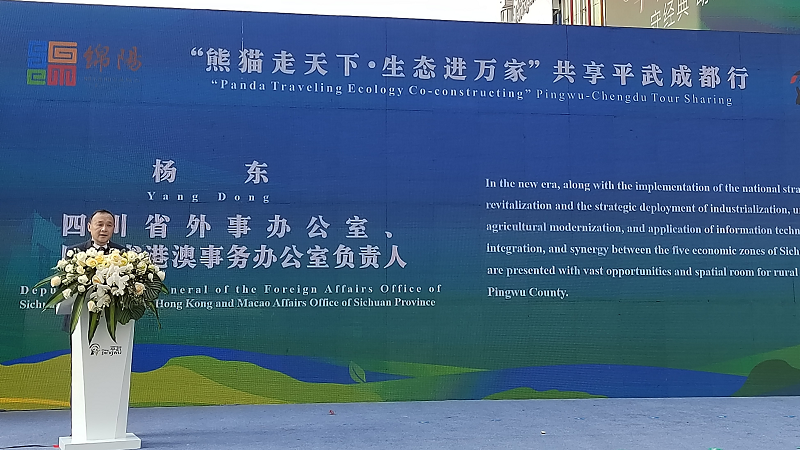 绵阳
“熊猫走天下·生态进万家”共享平武成都行
“Panda Traveling Ecology Co-constructing” Pingwu-Chengdu Tour Sharing
杨 东
Yang Dong
四川省外事办公室、
港澳事务办公室负责人
General of the Foreign Affairs Office of
Hong Kong and Macao Affairs Office of Sichuan Province
In the new era, along with the implementation of the national stra
revitalization and the strategic deployment of industrialization, u
agricultural modernization, and application of information techn
integration, and synergy between the five economic zones of Sich
are presented with vast opportunities and spatial room for rural
Pingwu County.
平武